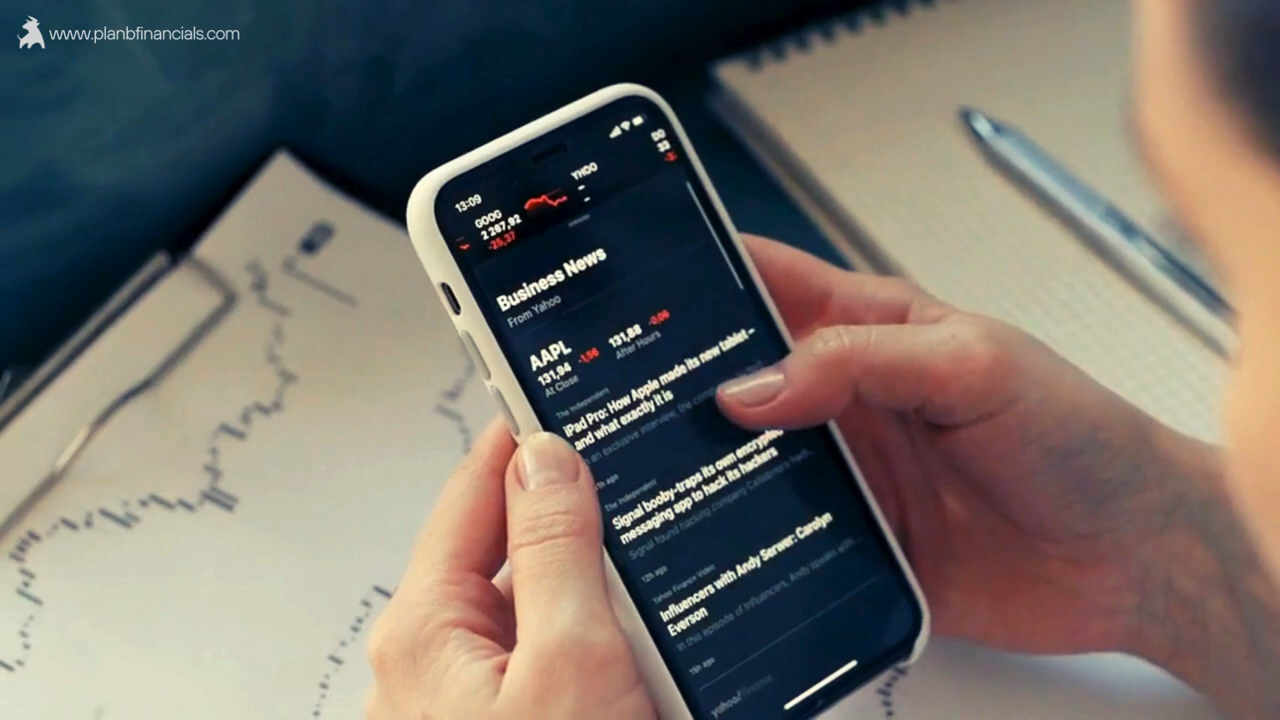 www.planbfinancials.com
13:09
GOOG
2 267,92
-25,37
YHOO
-
-
DD
Business News
From Yahoo
AAPL
131,94 -1,56 131,88 -0,06
At Close After Hours
The Independent
iPad Pro: How Apple made its new tablet –
and what exactly it is
an exclusive interview, the
11h ago
The Independent
Signal booby-traps its own encrypted
messaging app to hack its hackers
Signal found hacking company
12h ago
Yahoo Finance Video
Influencers with Andy Serwer: Carolyn
Everson
In this episode of Influencers, Andy speaks with...
15h ago
yahoo/finance